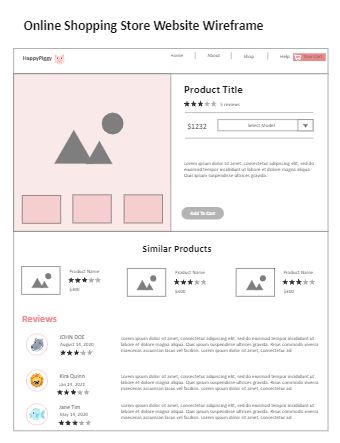 Online Shopping Store Website Wireframe
HappyPiggy
Home
About
Shop
Help
Your Cart
Product Title
5 reviews
$1232
Select Model
Lorem ipsum dolor sit amet, consectetur adipiscing elit, sed do
eiusmod tempor incididunt ut labore et dolore magna aliqua.
Quis ipsum suspendisse ultrices gravida.
Add To Cart
Similar Products
Product Name
$400
Product Name
$400
Product Name
$400
Reviews
JOHN DOE
August 14, 2020
Lorem ipsum dolor sit amet, consectetur adipiscing elit, sed do eiusmod tempor incididunt ut
labore et dolore magna aliqua. Quis ipsum suspendisse ultrices gravida. Risus commodo viverra
maecenas accumsan lacus vel facilisis. Lorem ipsum dolor sit amet, consectetur ad
Kira Quinn
Jan 14, 2021
Lorem ipsum dolor sit amet, consectetur adipiscing elit, sed do eiusmod tempor incididunt ut
labore et dolore magna aliqua. Quis ipsum suspendisse ultrices gravida. Risus commodo viverra
maecenas accumsan lacus vel facilisis. Lorem ipsum dolor sit amet, consectetur ad
Jane Tim
May 14, 2020
Lorem ipsum dolor sit amet, consectetur adipiscing elit, sed do eiusmod tempor incididunt ut
labore et dolore magna aliqua. Quis ipsum suspendisse ultrices gravida. Risus commodo viverra
maecenas accumsan lacus vel facilisis. Lorem ipsum dolor sit amet, consectetur ad